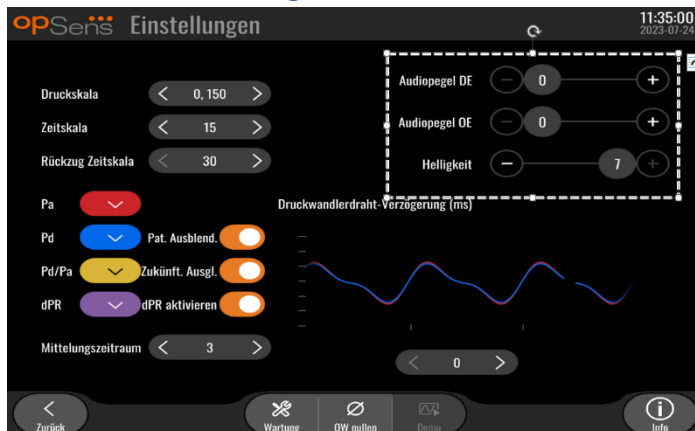 opSens Einstellungen
11:35:00
2023-07-24
Druckskala 0, 150
Zeitskala 15
Rückzug Zeitskala 30
Audiopegel DE 0
Audiopegel OE 0
Helligkeit 7
Pa
Pd Pat. Ausblend.
Pd/Pa Zukünft. Ausgl.
dPR dPR aktivieren
Mittelungszeitraum 3
Druckwandlerdraht-Verzögerung (ms)
0
Zurück
Wartung
OW nullen
Demo
Info